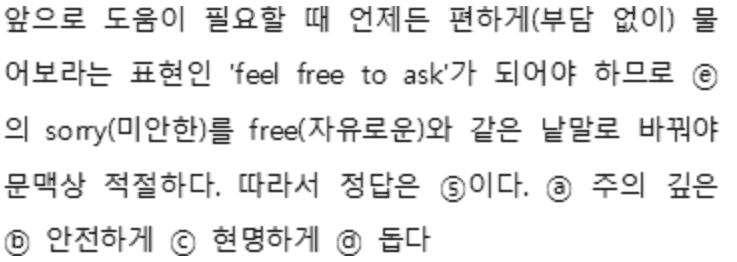 앞으로 도움이 필요할 때 언제든 편하게(부담 없이) 물
어보라는 표현인 'feel free to ask'가 되어야 하므로 ⓔ
의 sorry(미안한)를 free(자유로운)와 같은 낱말로 바꿔야
문맥상 적절하다. 따라서 정답은 ⑤이다. ⓐ 주의 깊은
ⓑ 안전하게 ⓒ 현명하게 ⓓ 돕다